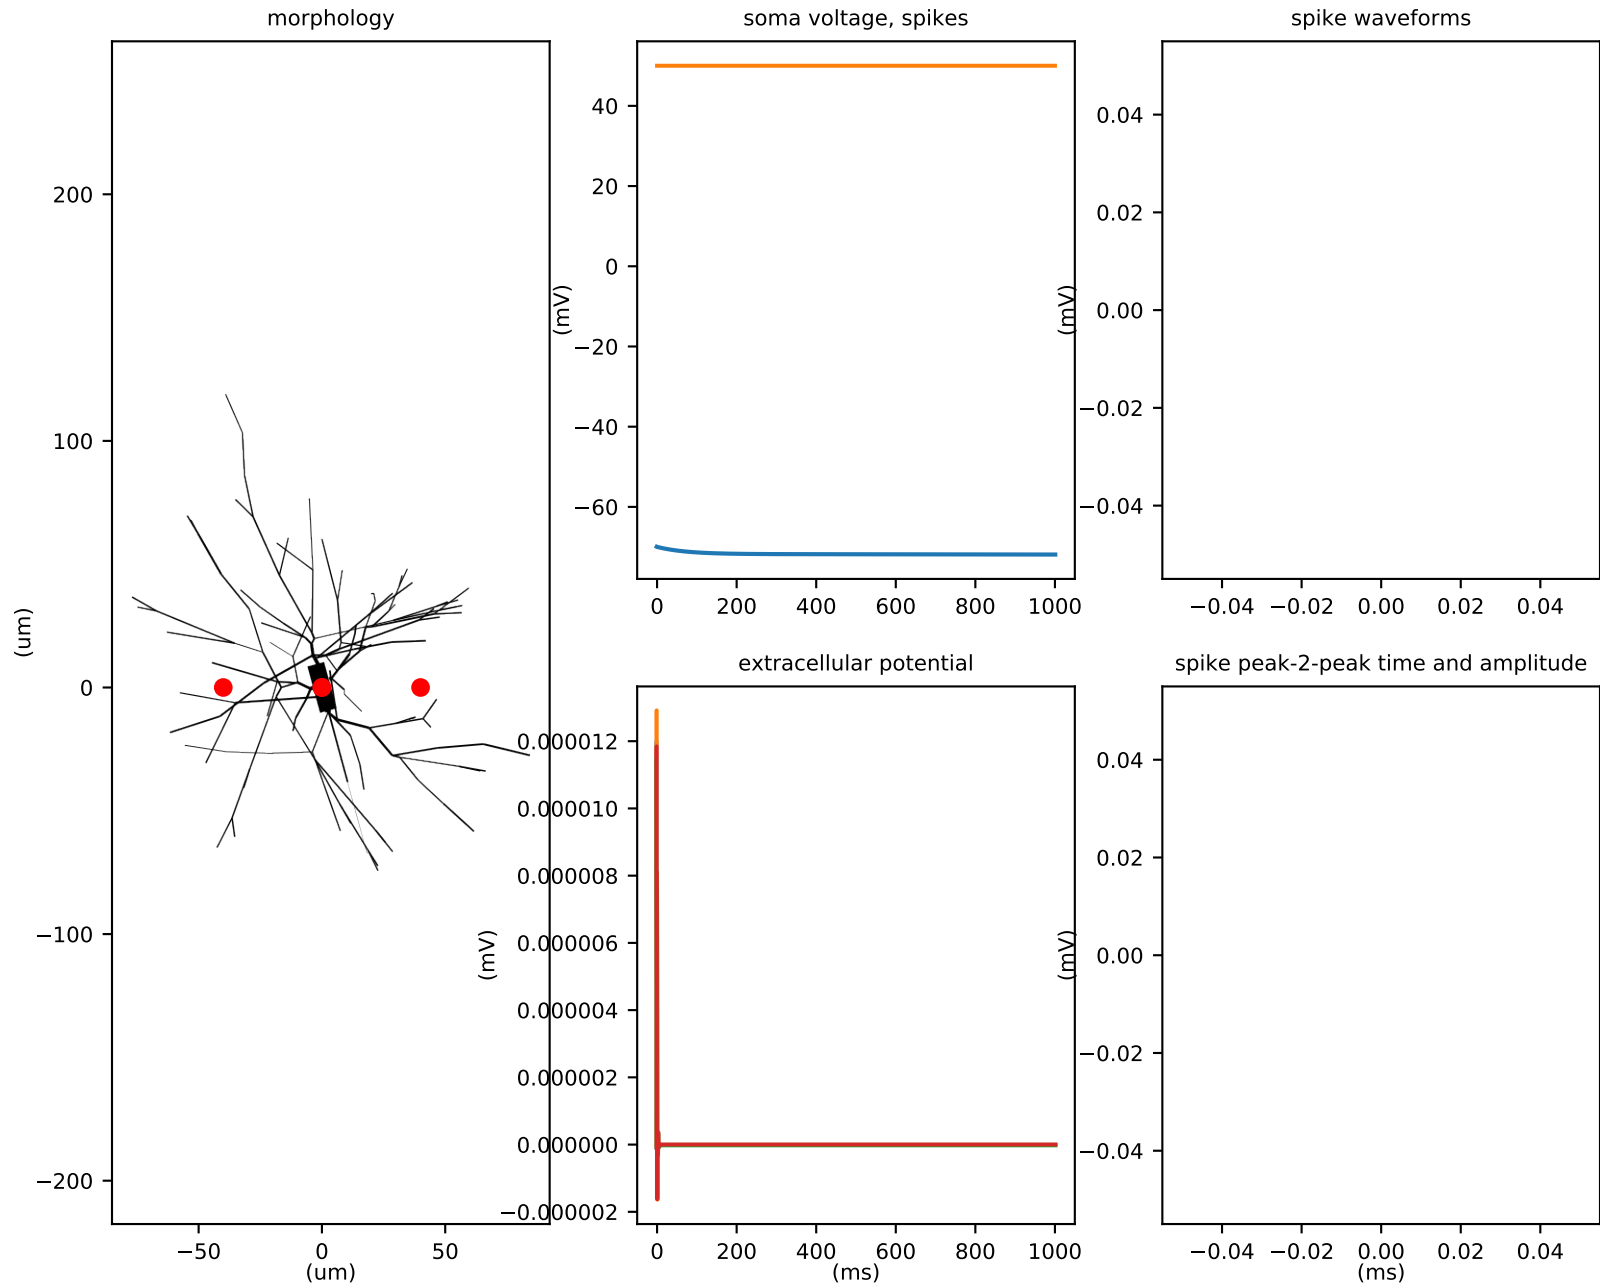 morphology
200
100
0
−100
−200
(um)
−50 0 50
(um)
soma voltage, spikes
40
20
0
−20
−40
−60
(mV)
0 200 400 600 800 1000
spike waveforms
0.04
0.02
0.00
−0.02
−0.04
(mV)
−0.04 −0.02 0.00 0.02 0.04
extracellular potential
0.000012
0.000010
0.000008
0.000006
0.000004
0.000002
0.000000
−0.000002
(mV)
0 200 400 600 800 1000
(ms)
spike peak-2-peak time and amplitude
0.04
0.02
0.00
−0.02
−0.04
(mV)
−0.04 −0.02 0.00 0.02 0.04
(ms)